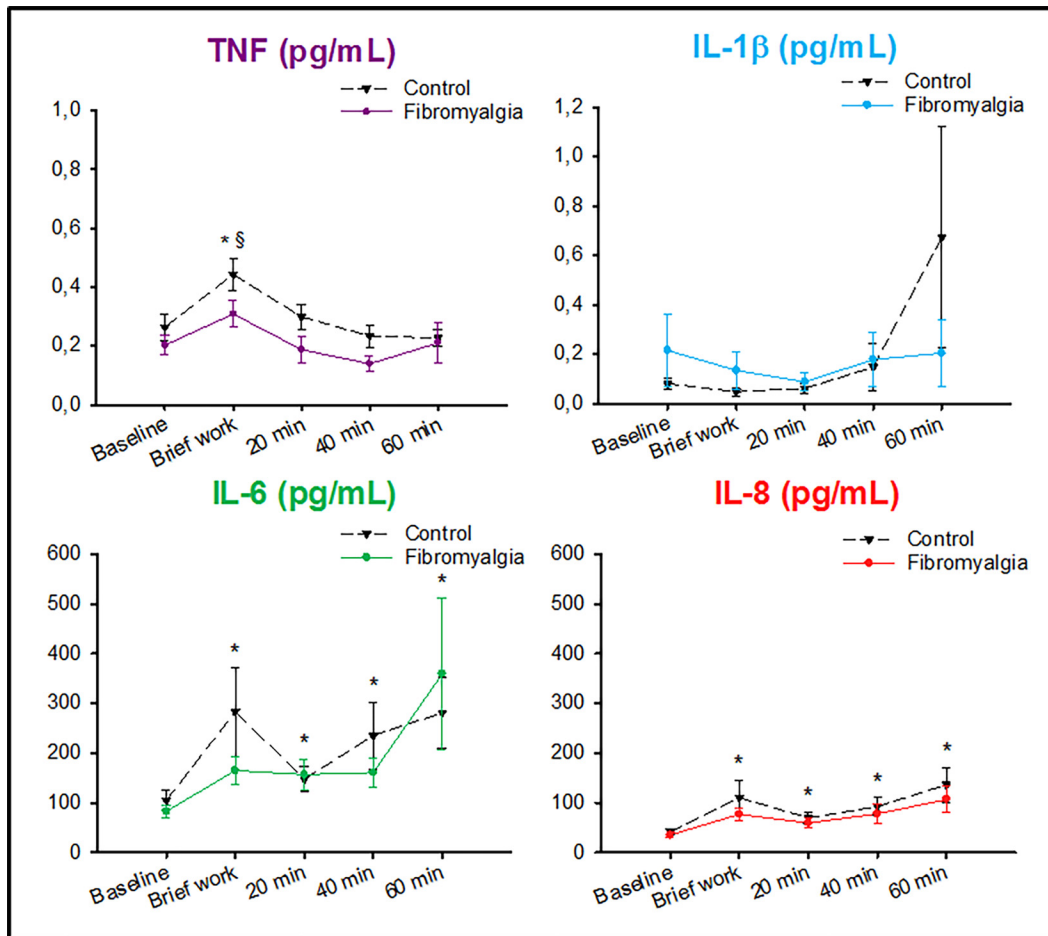 TNF (pg/mL)
Control
Fibromyalgia
1,0
0,8
0,6
* §
0,4
0,2
0,0
Baseline
Brief work
20 min
40 min
60 min
IL-1β (pg/mL)
Control
Fibromyalgia
1,2
1,0
0,8
0,6
0,4
0,2
0,0
Baseline
Brief work
20 min
40 min
60 min
IL-6 (pg/mL)
Control
Fibromyalgia
600
500
400
300
200
100
0
*
*
*
*
Baseline
Brief work
20 min
40 min
60 min
IL-8 (pg/mL)
Control
Fibromyalgia
600
500
400
300
200
100
0
*
*
*
*
Baseline
Brief work
20 min
40 min
60 min